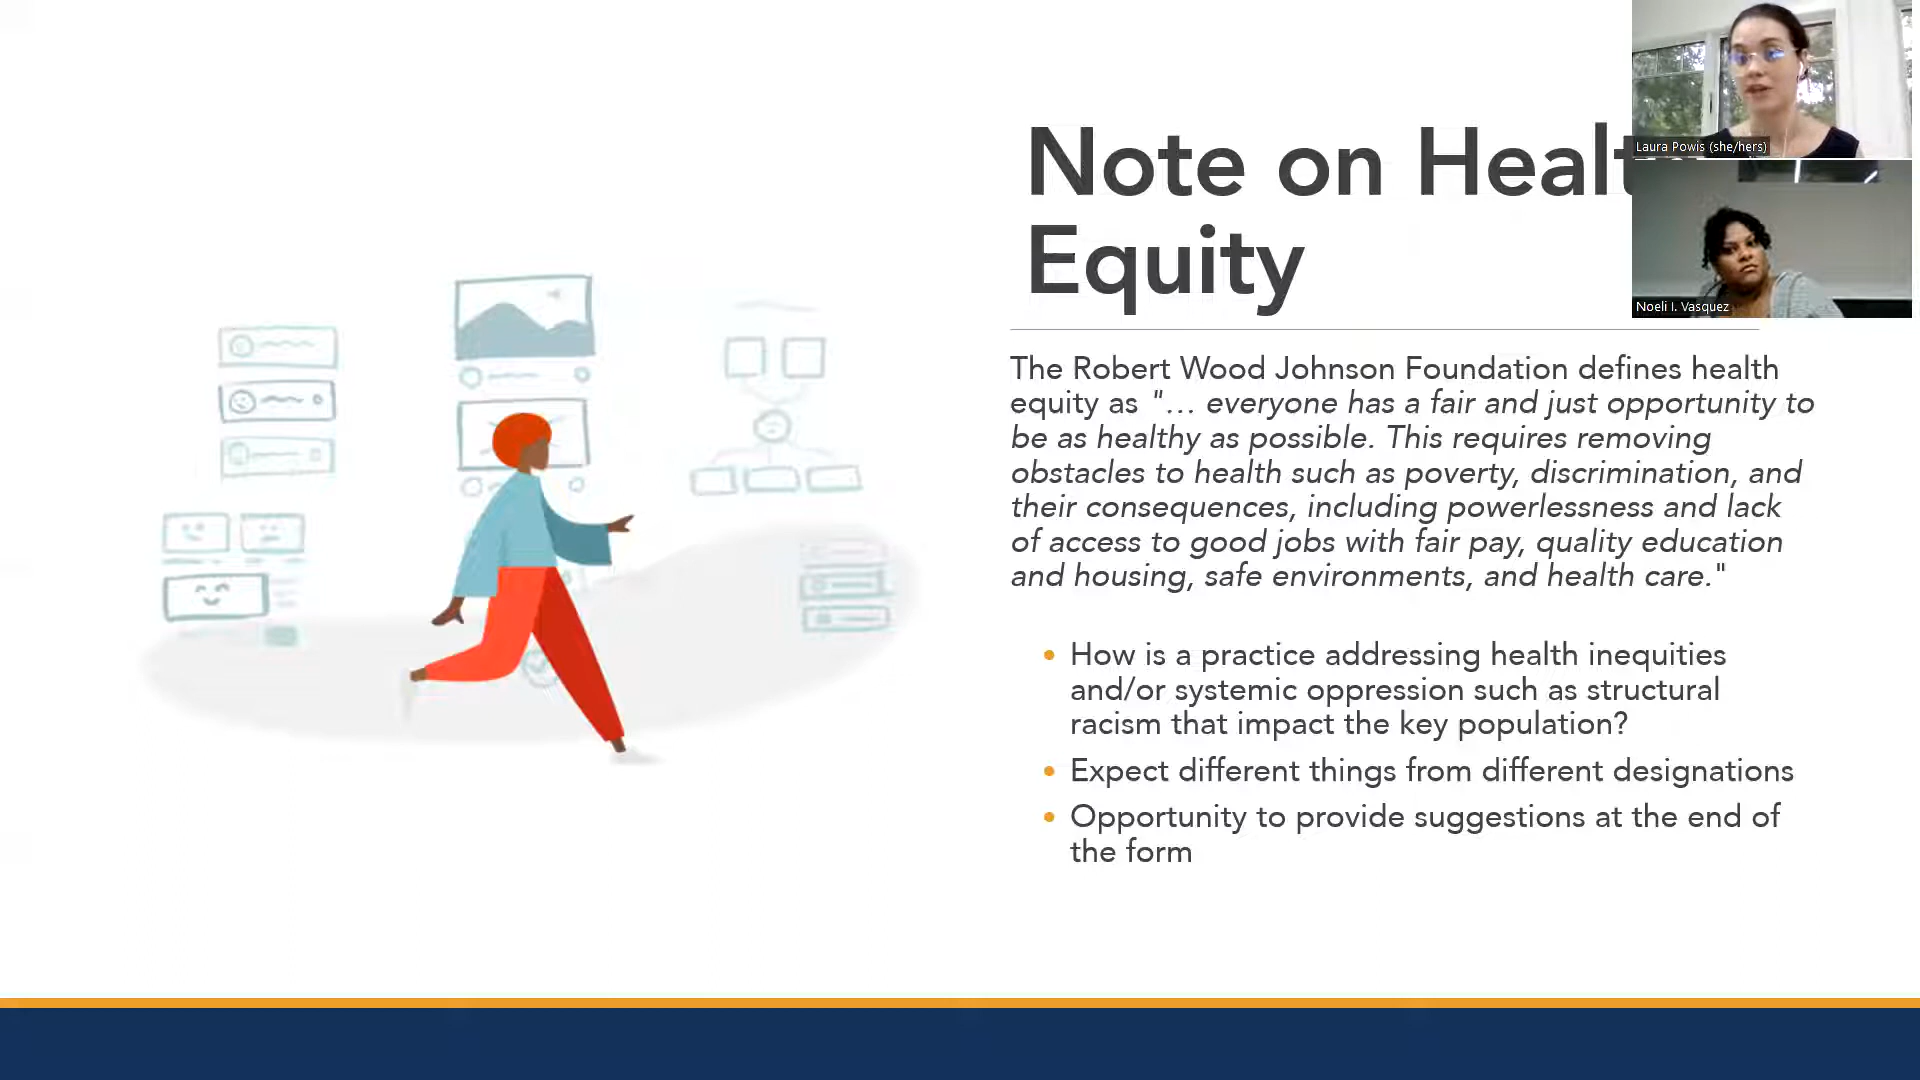 Note on Healt
Equity
Laura Powis (she/hers)
Noeli I. Vasquez
The Robert Wood Johnson Foundation defines health
equity as "... everyone has a fair and just opportunity to
be as healthy as possible. This requires removing
obstacles to health such as poverty, discrimination, and
their consequences, including powerlessness and lack
of access to good jobs with fair pay, quality education
and housing, safe environments, and health care."
• How is a practice addressing health inequities
and/or systemic oppression such as structural
racism that impact the key population?
• Expect different things from different designations
• Opportunity to provide suggestions at the end of
the form